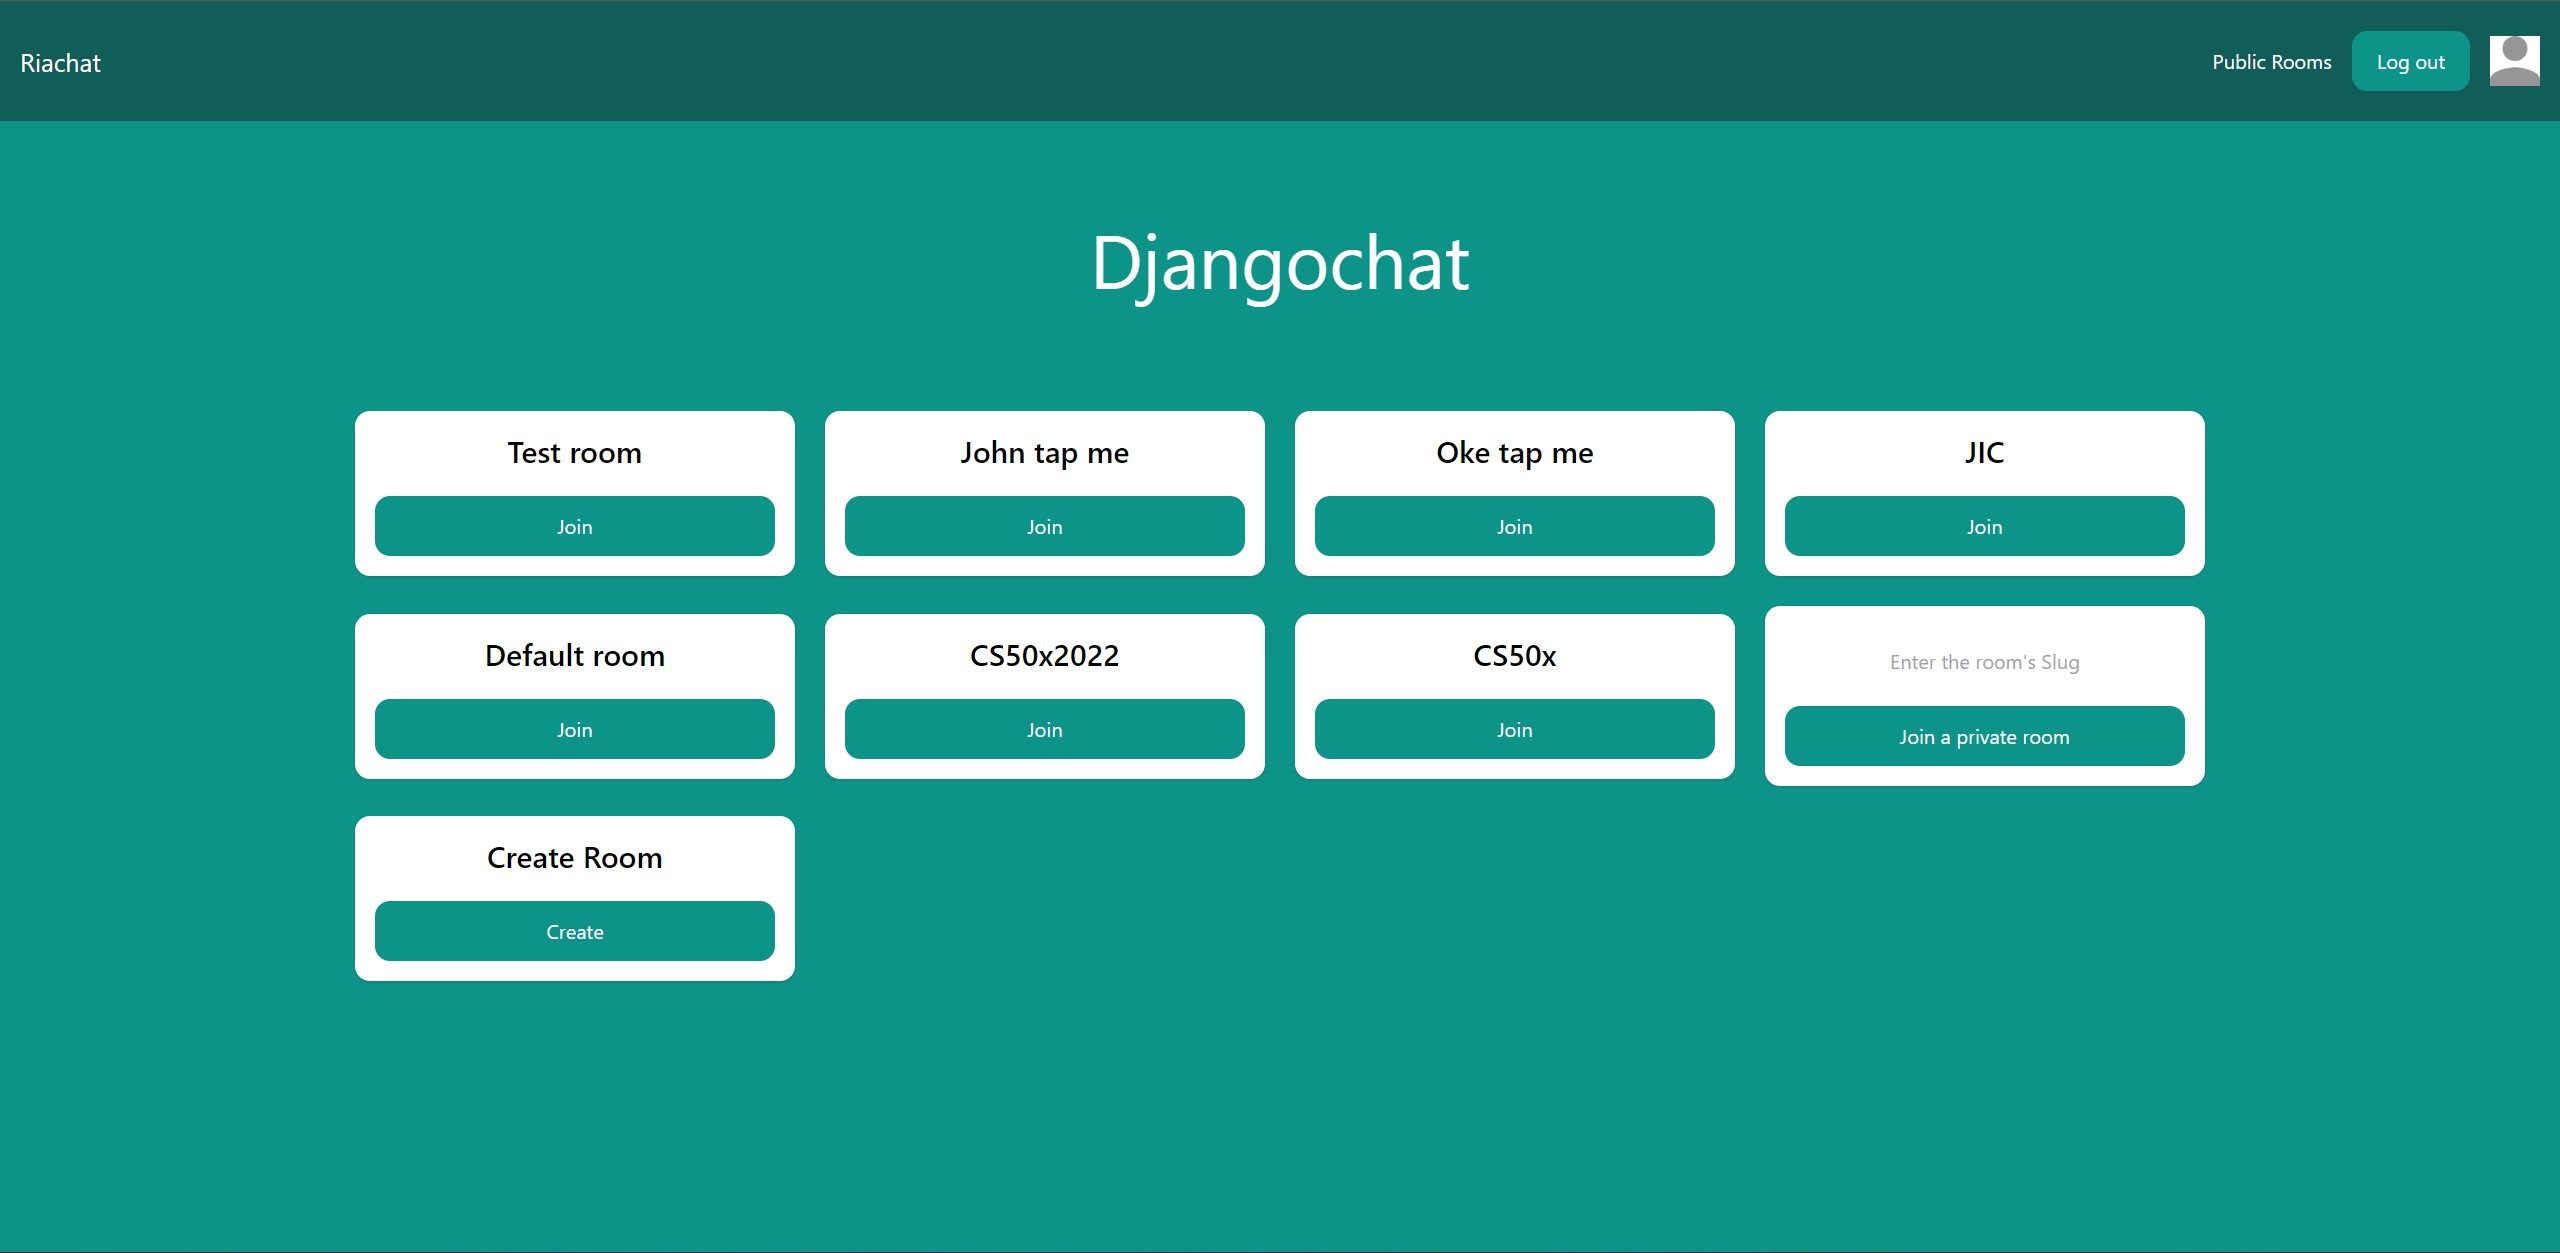 Riachat
Public Rooms
Log out
Djangochat
Test room
Join
John tap me
Join
Oke tap me
Join
JIC
Join
Default room
Join
CS50x2022
Join
CS50x
Join
Enter the room's Slug
Join a private room
Create Room
Create